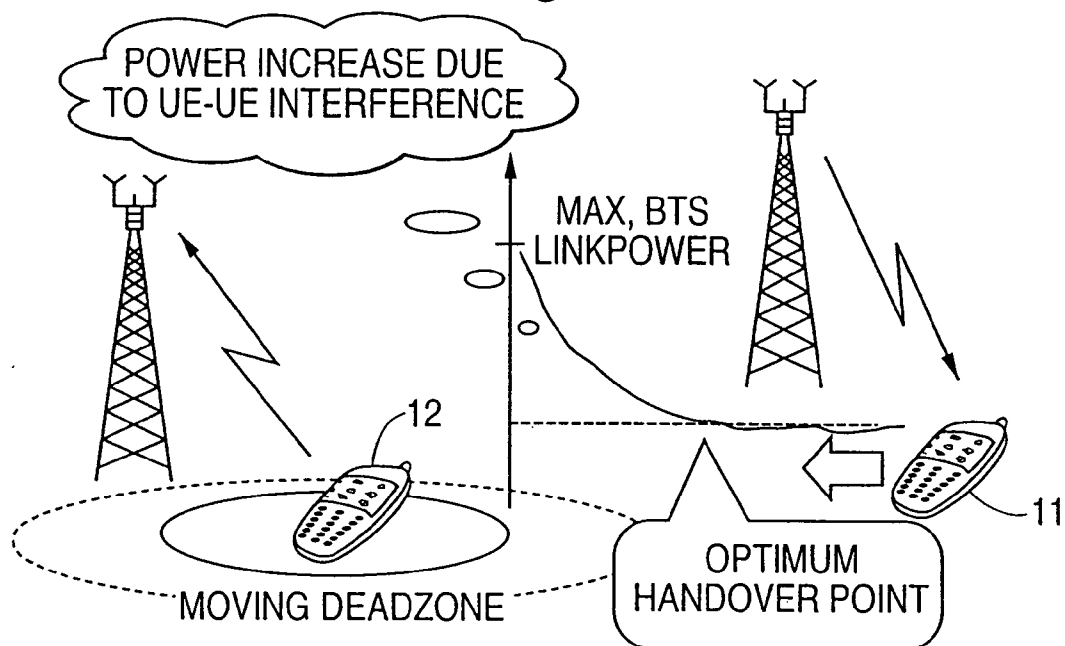 POWER INCREASE DUE
TO UE-UE INTERFERENCE
MAX, BTS
LINKPOWER
12
11
OPTIMUM
HANDOVER POINT
MOVING DEADZONE